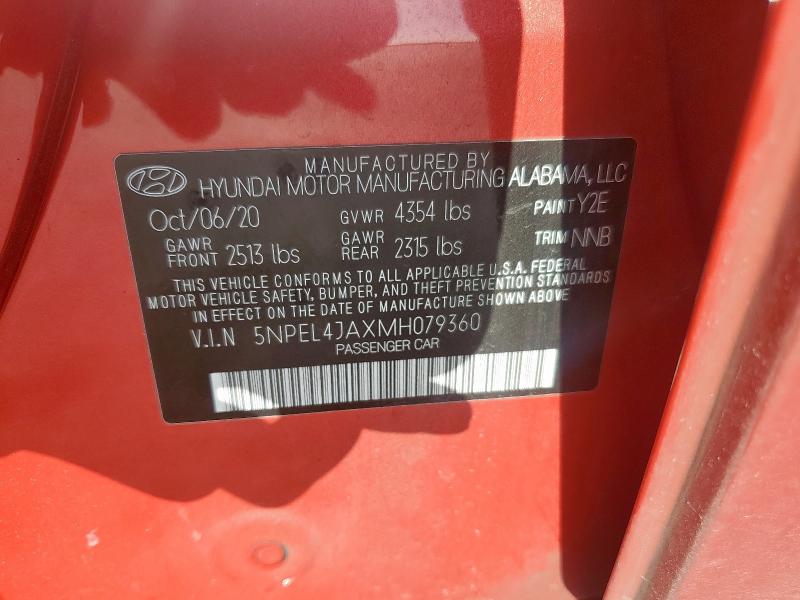 MANUFACTURED BY
HYUNDAI MOTOR MANUFACTURING ALABAMA, LLC
Oct/06/20 GVWR 4354 lbs PAINT Y2E
GAWR FRONT 2513 lbs GAWR REAR 2315 lbs TRIM NNB
THIS VEHICLE CONFORMS TO ALL APPLICABLE U.S.A. FEDERAL
MOTOR VEHICLE SAFETY, BUMPER, AND THEFT PREVENTION STANDARDS
IN EFFECT ON THE DATE OF MANUFACTURE SHOWN ABOVE
V.I.N 5NPEL4JAXMH079360
PASSENGER CAR